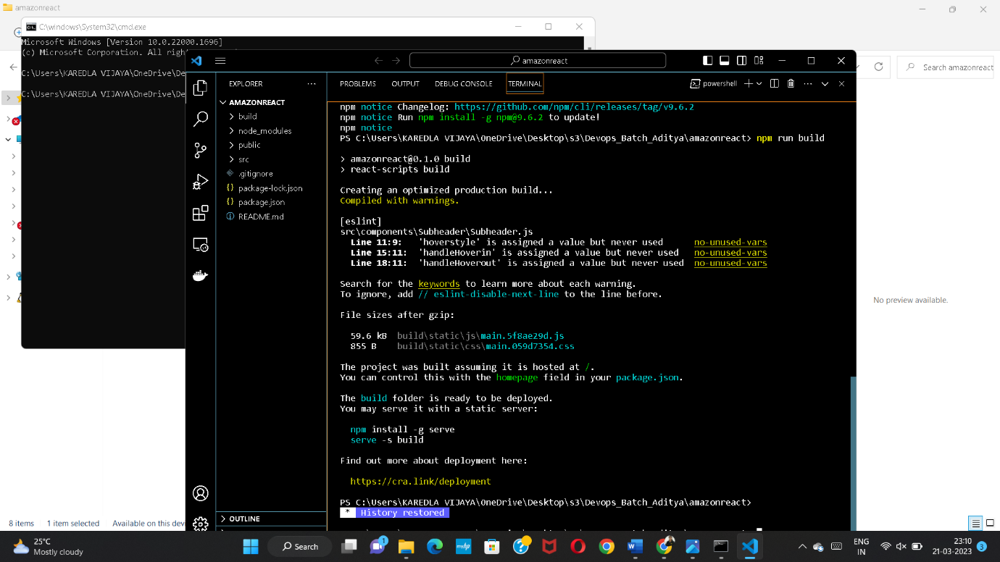 amazonreact
C:\windows\System32\cmd.exe
Microsoft Windows [Version 10.0.22000.1696]
(c) Microsoft Corporation. All righ
C:\Users\KAREDLA VIJAYA\OneDrive\De
C:\Users\KAREDLA VIJAYA\OneDrive\De
amazonreact
Search amazonreact
EXPLORER
AMAZONREACT
build
node_modules
public
src
.gitignore
package-lock.json
package.json
README.md
OUTLINE
PROBLEMS OUTPUT DEBUG CONSOLE TERMINAL
powershell
npm notice Changelog: https://github.com/npm/cli/releases/tag/v9.6.2
npm notice Run npm install -g npm@9.6.2 to update!
npm notice
PS C:\Users\KAREDLA VIJAYA\OneDrive\Desktop\s3\Devops_Batch_Aditya\amazonreact> npm run build
> amazonreact@0.1.0 build
> react-scripts build
Creating an optimized production build...
Compiled with warnings.
[eslint]
src\components\Subheader\Subheader.js
Line 11:9: 'hoverstyle' is assigned a value but never used no-unused-vars
Line 15:11: 'handleHoverin' is assigned a value but never used no-unused-vars
Line 18:11: 'handleHoverout' is assigned a value but never used no-unused-vars
Search for the keywords to learn more about each warning.
To ignore, add // eslint-disable-next-line to the line before.
File sizes after gzip:
59.6 kB build\static\js\main.5f8ae29d.js
855 B build\static\css\main.059d7354.css
The project was built assuming it is hosted at /.
You can control this with the homepage field in your package.json.
The build folder is ready to be deployed.
You may serve it with a static server:
npm install -g serve
serve -s build
Find out more about deployment here:
https://cra.link/deployment
PS C:\Users\KAREDLA VIJAYA\OneDrive\Desktop\s3\Devops_Batch_Aditya\amazonreact>
* History restored
No preview available.
8 items 1 item selected Available on this devi
25°C
Mostly cloudy
Search
1
myhp
ENG
IN
23:10
21-03-2023
3